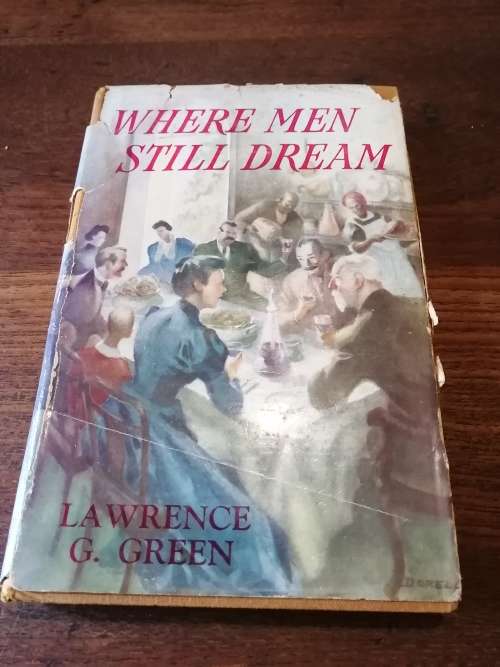 WHERE MEN
STILL DREAM
LAWRENCE
G. GREEN